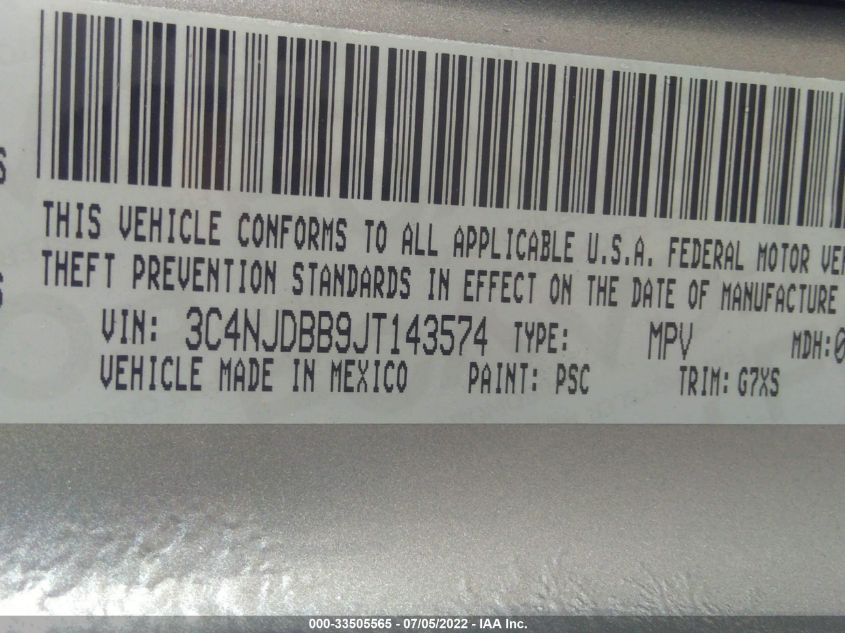 THIS VEHICLE CONFORMS TO ALL APPLICABLE U.S.A. FEDERAL MOTOR VEH
THEFT PREVENTION STANDARDS IN EFFECT ON THE DATE OF MANUFACTURE
VIN: 3C4NJDBB9JT143574 TYPE: MPV MDH:0
VEHICLE MADE IN MEXICO PAINT: PSC TRIM: G7XS
000-33505565 - 07/05/2022 - IAA Inc.